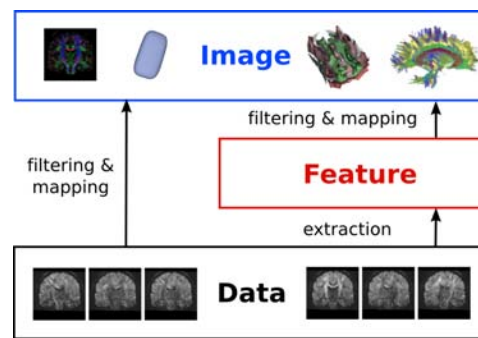 Image
filtering & mapping
filtering &
mapping
Feature
extraction
Data